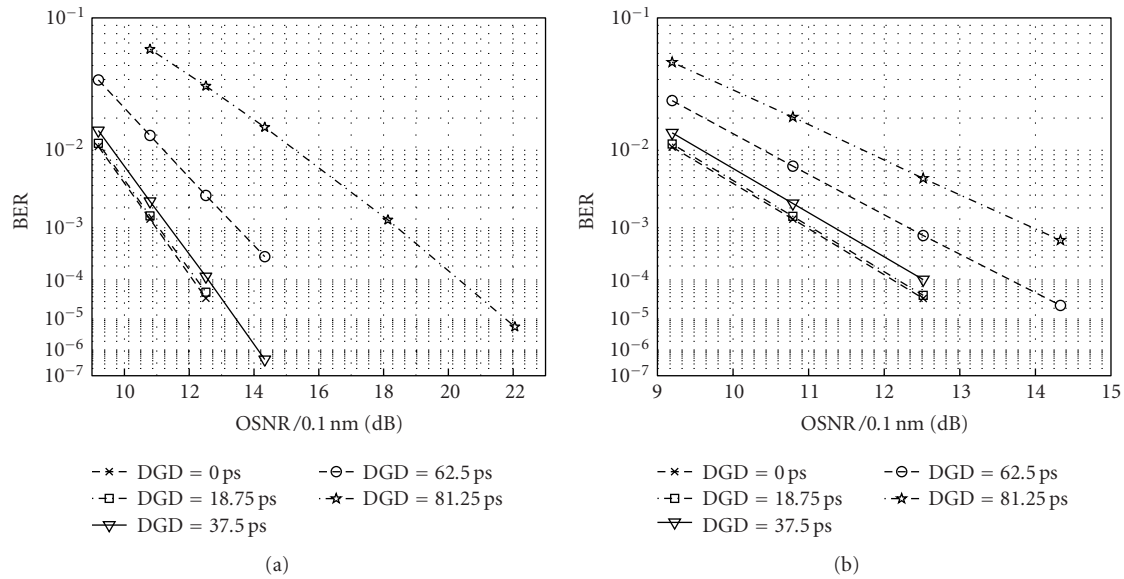 10−1
10−2
10−3
10−4
10−5
10−6
10−7
BER
10 12 14 16 18 20 22
OSNR/0.1 nm (dB)
DGD = 0 ps
DGD = 18.75 ps
DGD = 37.5 ps
DGD = 62.5 ps
DGD = 81.25 ps
(a)
10−1
10−2
10−3
10−4
10−5
10−6
10−7
BER
9 10 11 12 13 14 15
OSNR/0.1 nm (dB)
DGD = 0 ps
DGD = 18.75 ps
DGD = 37.5 ps
DGD = 62.5 ps
DGD = 81.25 ps
(b)